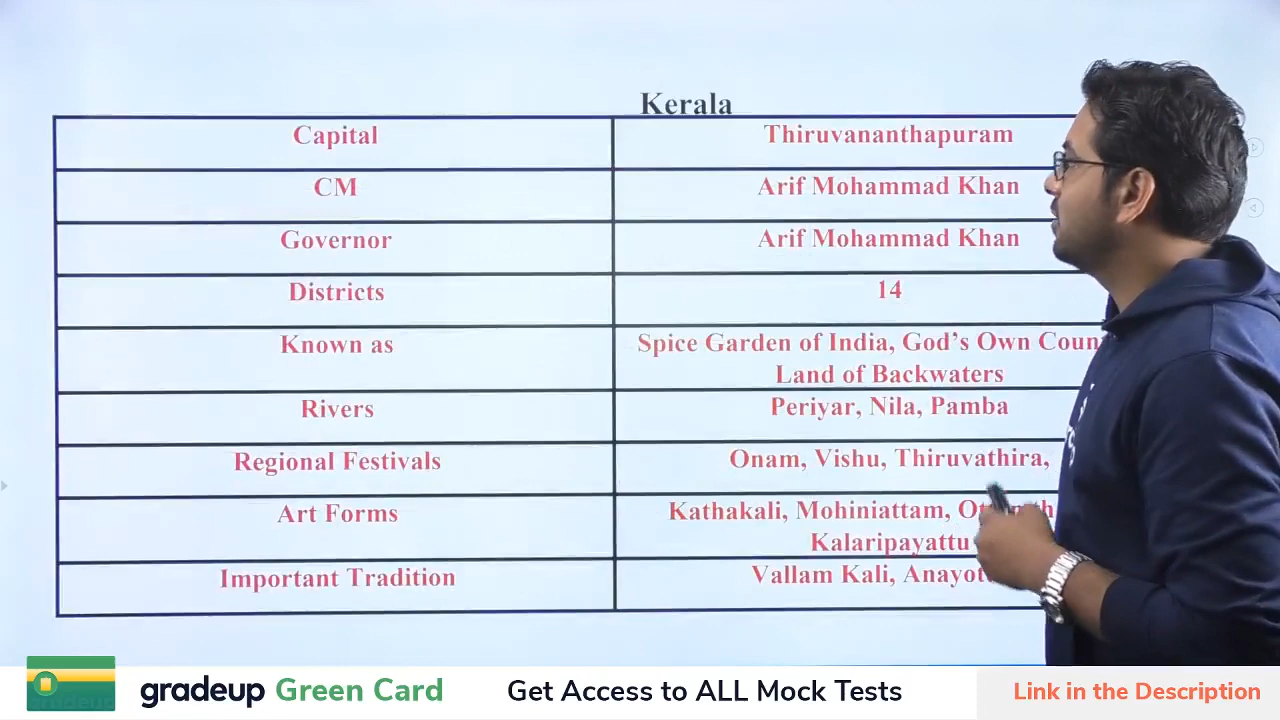 Kerala
Capital Thiruvananthapuram
CM Arif Mohammad Khan
Governor Arif Mohammad Khan
Districts 14
Known as Spice Garden of India, God's Own
Land of Backwaters
Rivers Periyar, Nila, Pamba
Regional Festivals Onam, Vishu, Thiruvathira,
Art Forms Kathakali, Mohiniattam,
Kalaripayattu
Important Tradition Vallam Kali,
gradeup Green Card Get Access to ALL Mock Tests Link in the Description